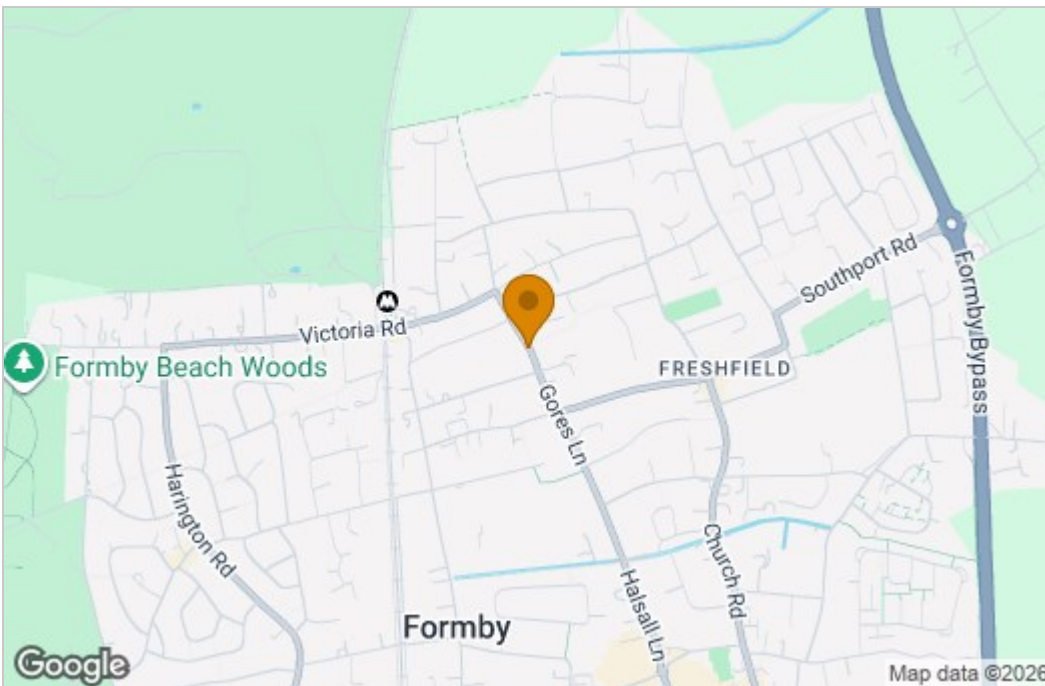 Southport Rd
Formby Bypass
Victoria Rd
FRESHFIELD
Formby Beach Woods
Gores Ln
Harington Rd
Church Rd
Halsall Ln
Formby
Google
Map data ©2026